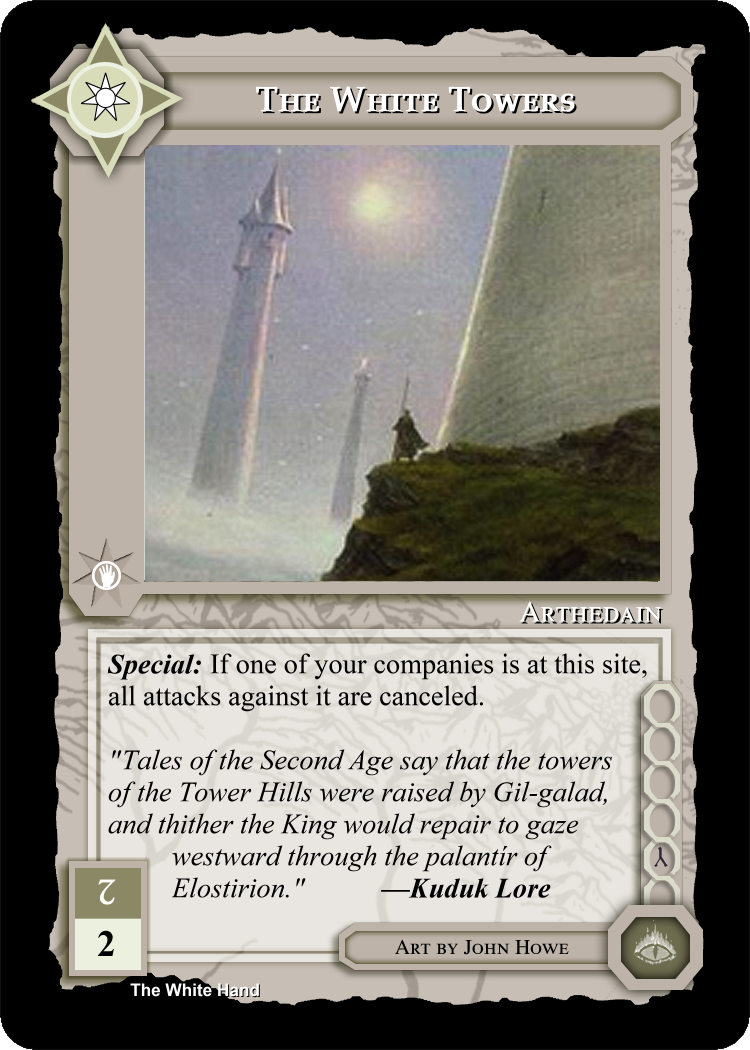 The White Towers
Arthedain
Special: If one of your companies is at this site,
all attacks against it are canceled.
"Tales of the Second Age say that the towers
of the Tower Hills were raised by Gil-galad,
and thither the King would repair to gaze
westward through the palantír of
Elostirion." —Kuduk Lore
2
Art by John Howe
The White Hand